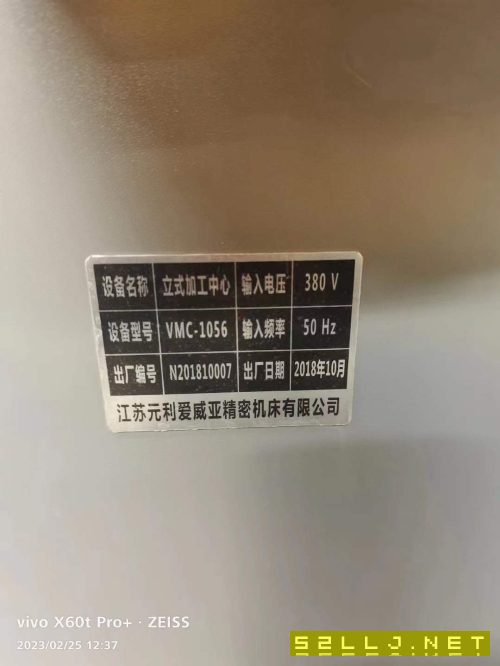 设备名称 立式加工中心 输入电压 380 V
设备型号 VMC-1056 输入频率 50 Hz
出厂编号 N201810007 出厂日期 2018年10月
江苏元利爱威亚精密机床有限公司
vivo X60t Pro+ · ZEISS
2023/02/25 12:37
52LLJ.NET